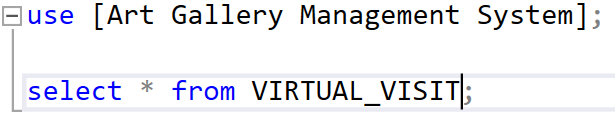 use [Art Gallery Management System];
select * from VIRTUAL_VISIT;